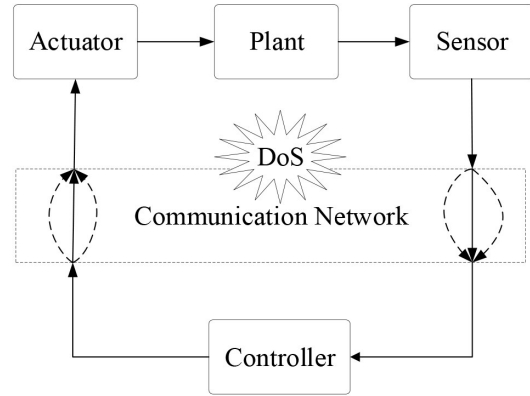 Actuator
Plant
Sensor
DoS
Communication Network
Controller